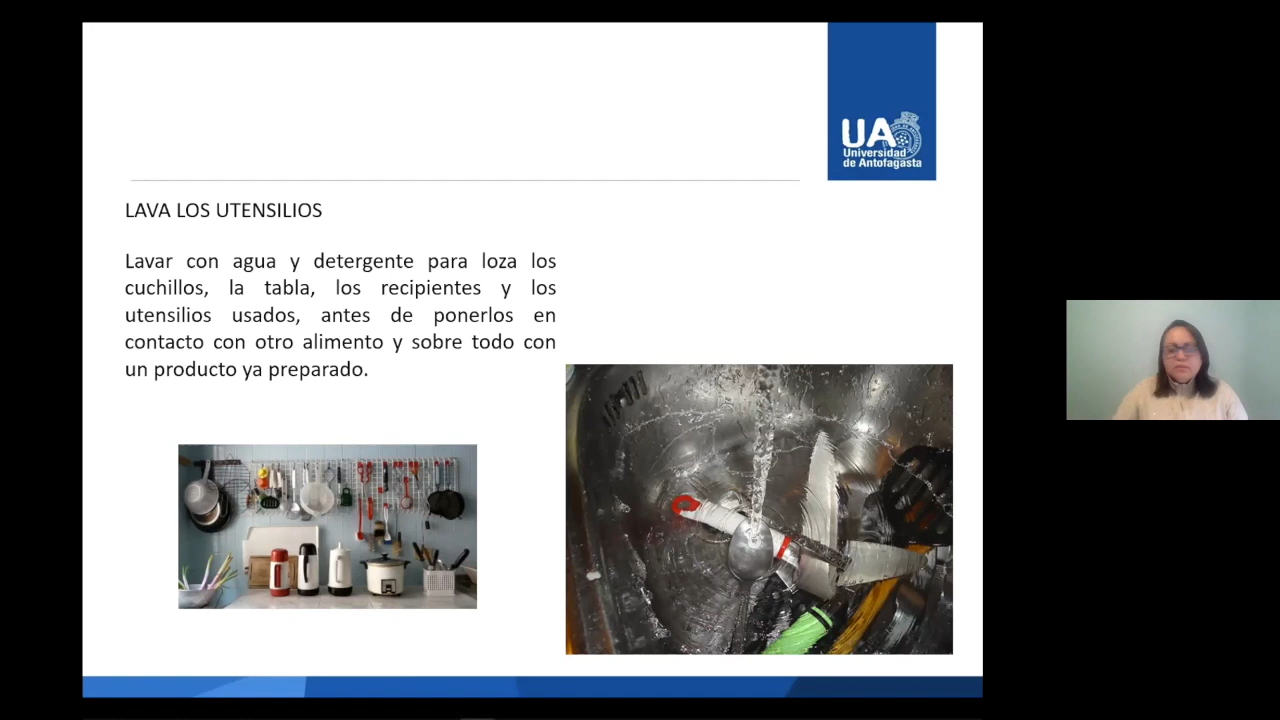 UA
Universidad
de Antofagasta
LAVA LOS UTENSILIOS
Lavar con agua y detergente para loza los
cuchillos, la tabla, los recipientes y los
utensilios usados, antes de ponerlos en
contacto con otro alimento y sobre todo con
un producto ya preparado.